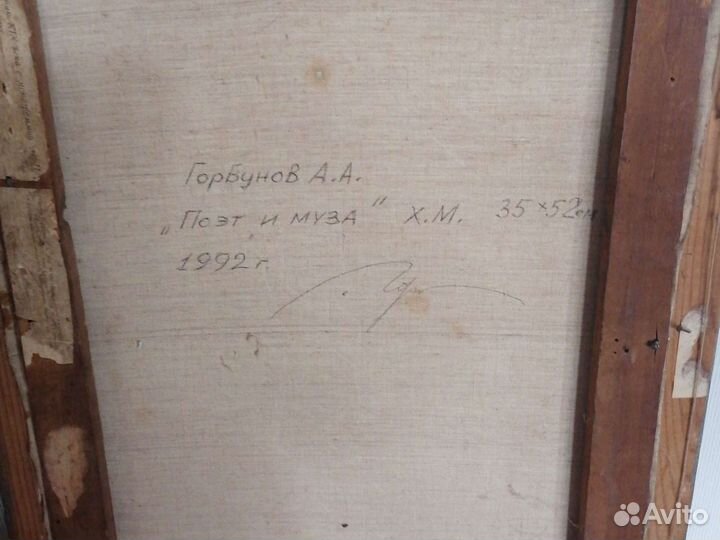 Горбунов А.А.
„Поэт и муза" Х.М. 35×52см
1992 г.
Avito